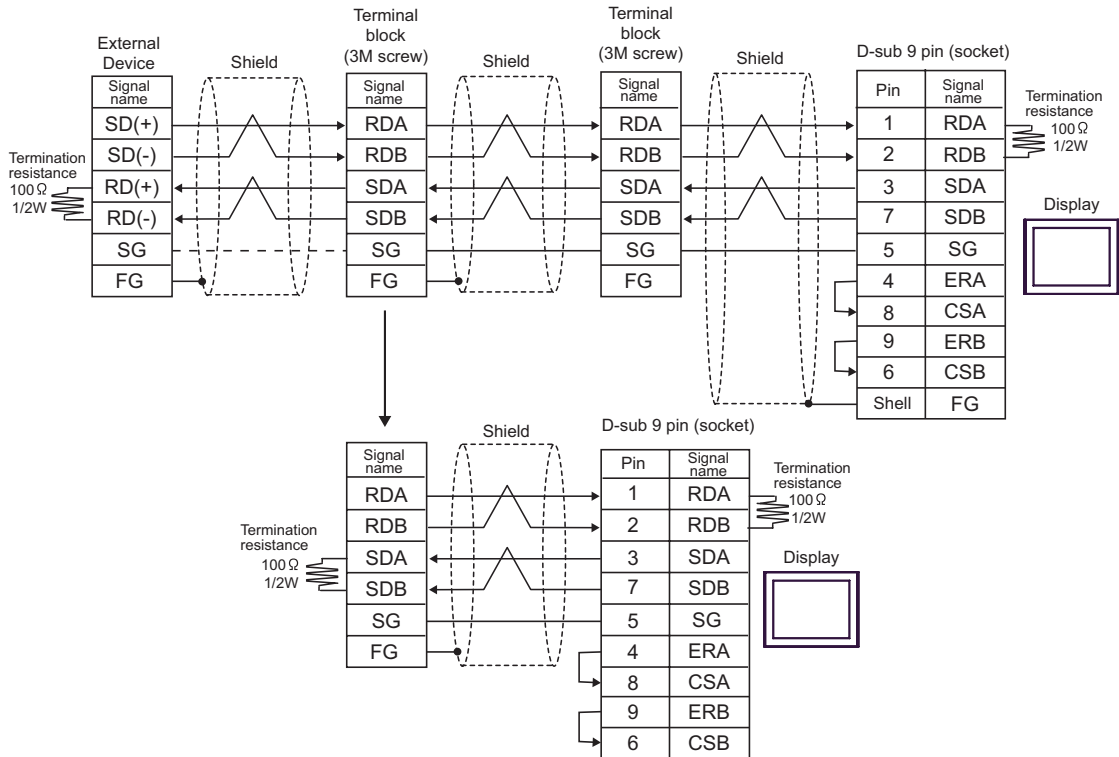 Terminal
block
(3M screw)
Terminal
block
(3M screw)
External
Device
Shield
Shield
Shield
D-sub 9 pin (socket)
Signal
name
SD(+)
SD(-)
RD(+)
RD(-)
SG
FG
Termination
resistance
100 Ω
1/2W
Signal
name
RDA
RDB
SDA
SDB
SG
FG
Signal
name
RDA
RDB
SDA
SDB
SG
FG
Pin Signal
name
1 RDA
2 RDB
3 SDA
7 SDB
5 SG
4 ERA
8 CSA
9 ERB
6 CSB
Shell FG
Termination
resistance
100 Ω
1/2W
Display
Shield
D-sub 9 pin (socket)
Signal
name
RDA
RDB
SDA
SDB
SG
FG
Termination
resistance
100 Ω
1/2W
Pin Signal
name
1 RDA
2 RDB
3 SDA
7 SDB
5 SG
4 ERA
8 CSA
9 ERB
6 CSB
Termination
resistance
100 Ω
1/2W
Display